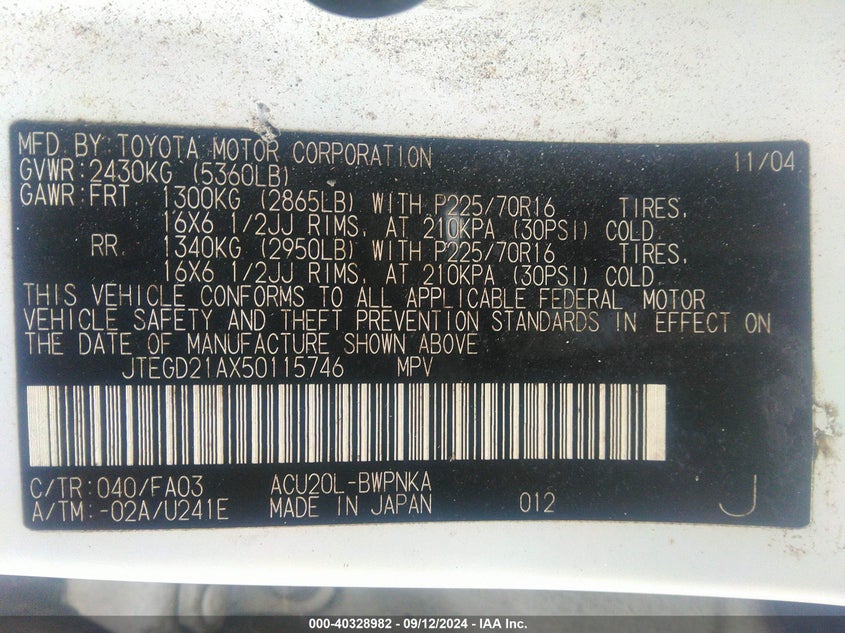 MFD. BY: TOYOTA MOTOR CORPORATION 11/04
GVWR: 2430KG (5360LB)
GAWR: FRT 1300KG (2865LB) WITH P225/70R16 TIRES,
16X6 1/2JJ RIMS, AT 210KPA (30PSI) COLD.
RR 1340KG (2950LB) WITH P225/70R16 TIRES,
16X6 1/2JJ RIMS, AT 210KPA (30PSI) COLD.
THIS VEHICLE CONFORMS TO ALL APPLICABLE FEDERAL MOTOR
VEHICLE SAFETY AND THEFT PREVENTION STANDARDS IN EFFECT ON
THE DATE OF MANUFACTURE SHOWN ABOVE
JTEGD21AX50115746 MPV
C/TR: 040/FA03 ACU20L-BWPNKA
A/TM: -02A/U241E MADE IN JAPAN 012 J
000-40328982 - 09/12/2024 - IAA Inc.